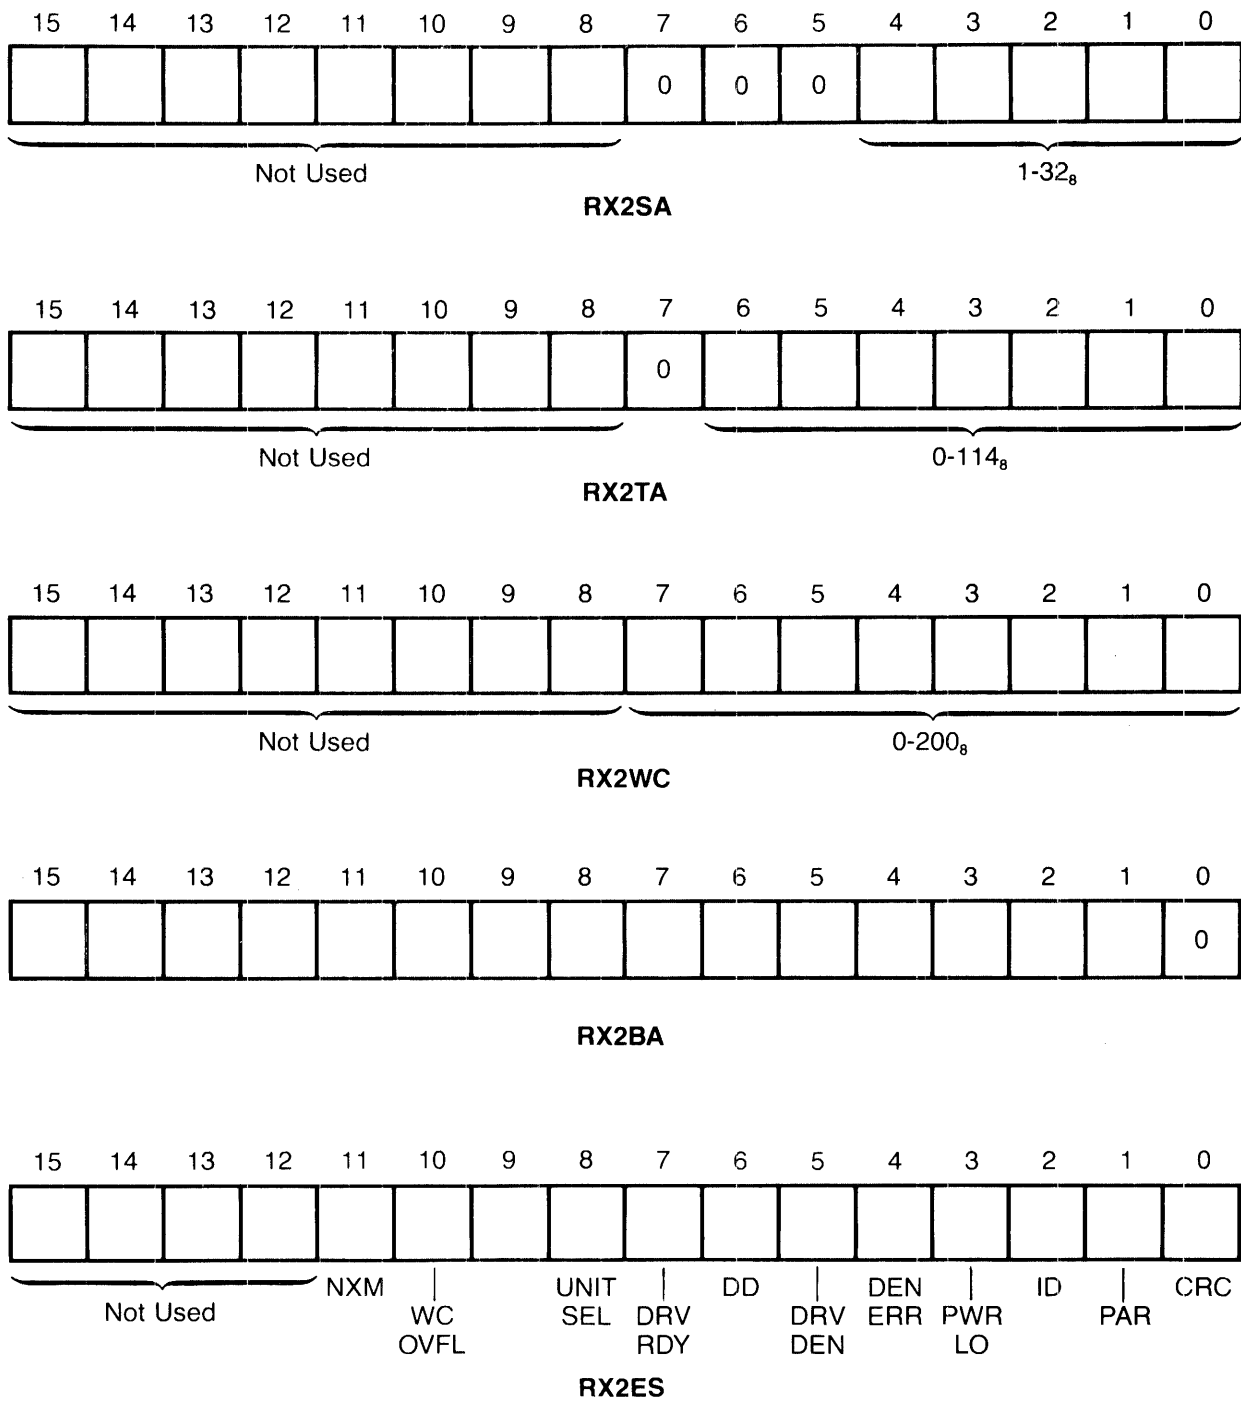 15 14 13 12 11 10 9 8 7 6 5 4 3 2 1 0
0 0 0
Not Used 1-32₈
RX2SA
15 14 13 12 11 10 9 8 7 6 5 4 3 2 1 0
0
Not Used 0-114₈
RX2TA
15 14 13 12 11 10 9 8 7 6 5 4 3 2 1 0
Not Used 0-200₈
RX2WC
15 14 13 12 11 10 9 8 7 6 5 4 3 2 1 0
0
RX2BA
15 14 13 12 11 10 9 8 7 6 5 4 3 2 1 0
NXM UNIT DD DEN ID CRC
Not Used WC SEL DRV DRV ERR PWR PAR
OVFL RDY DEN LO
RX2ES